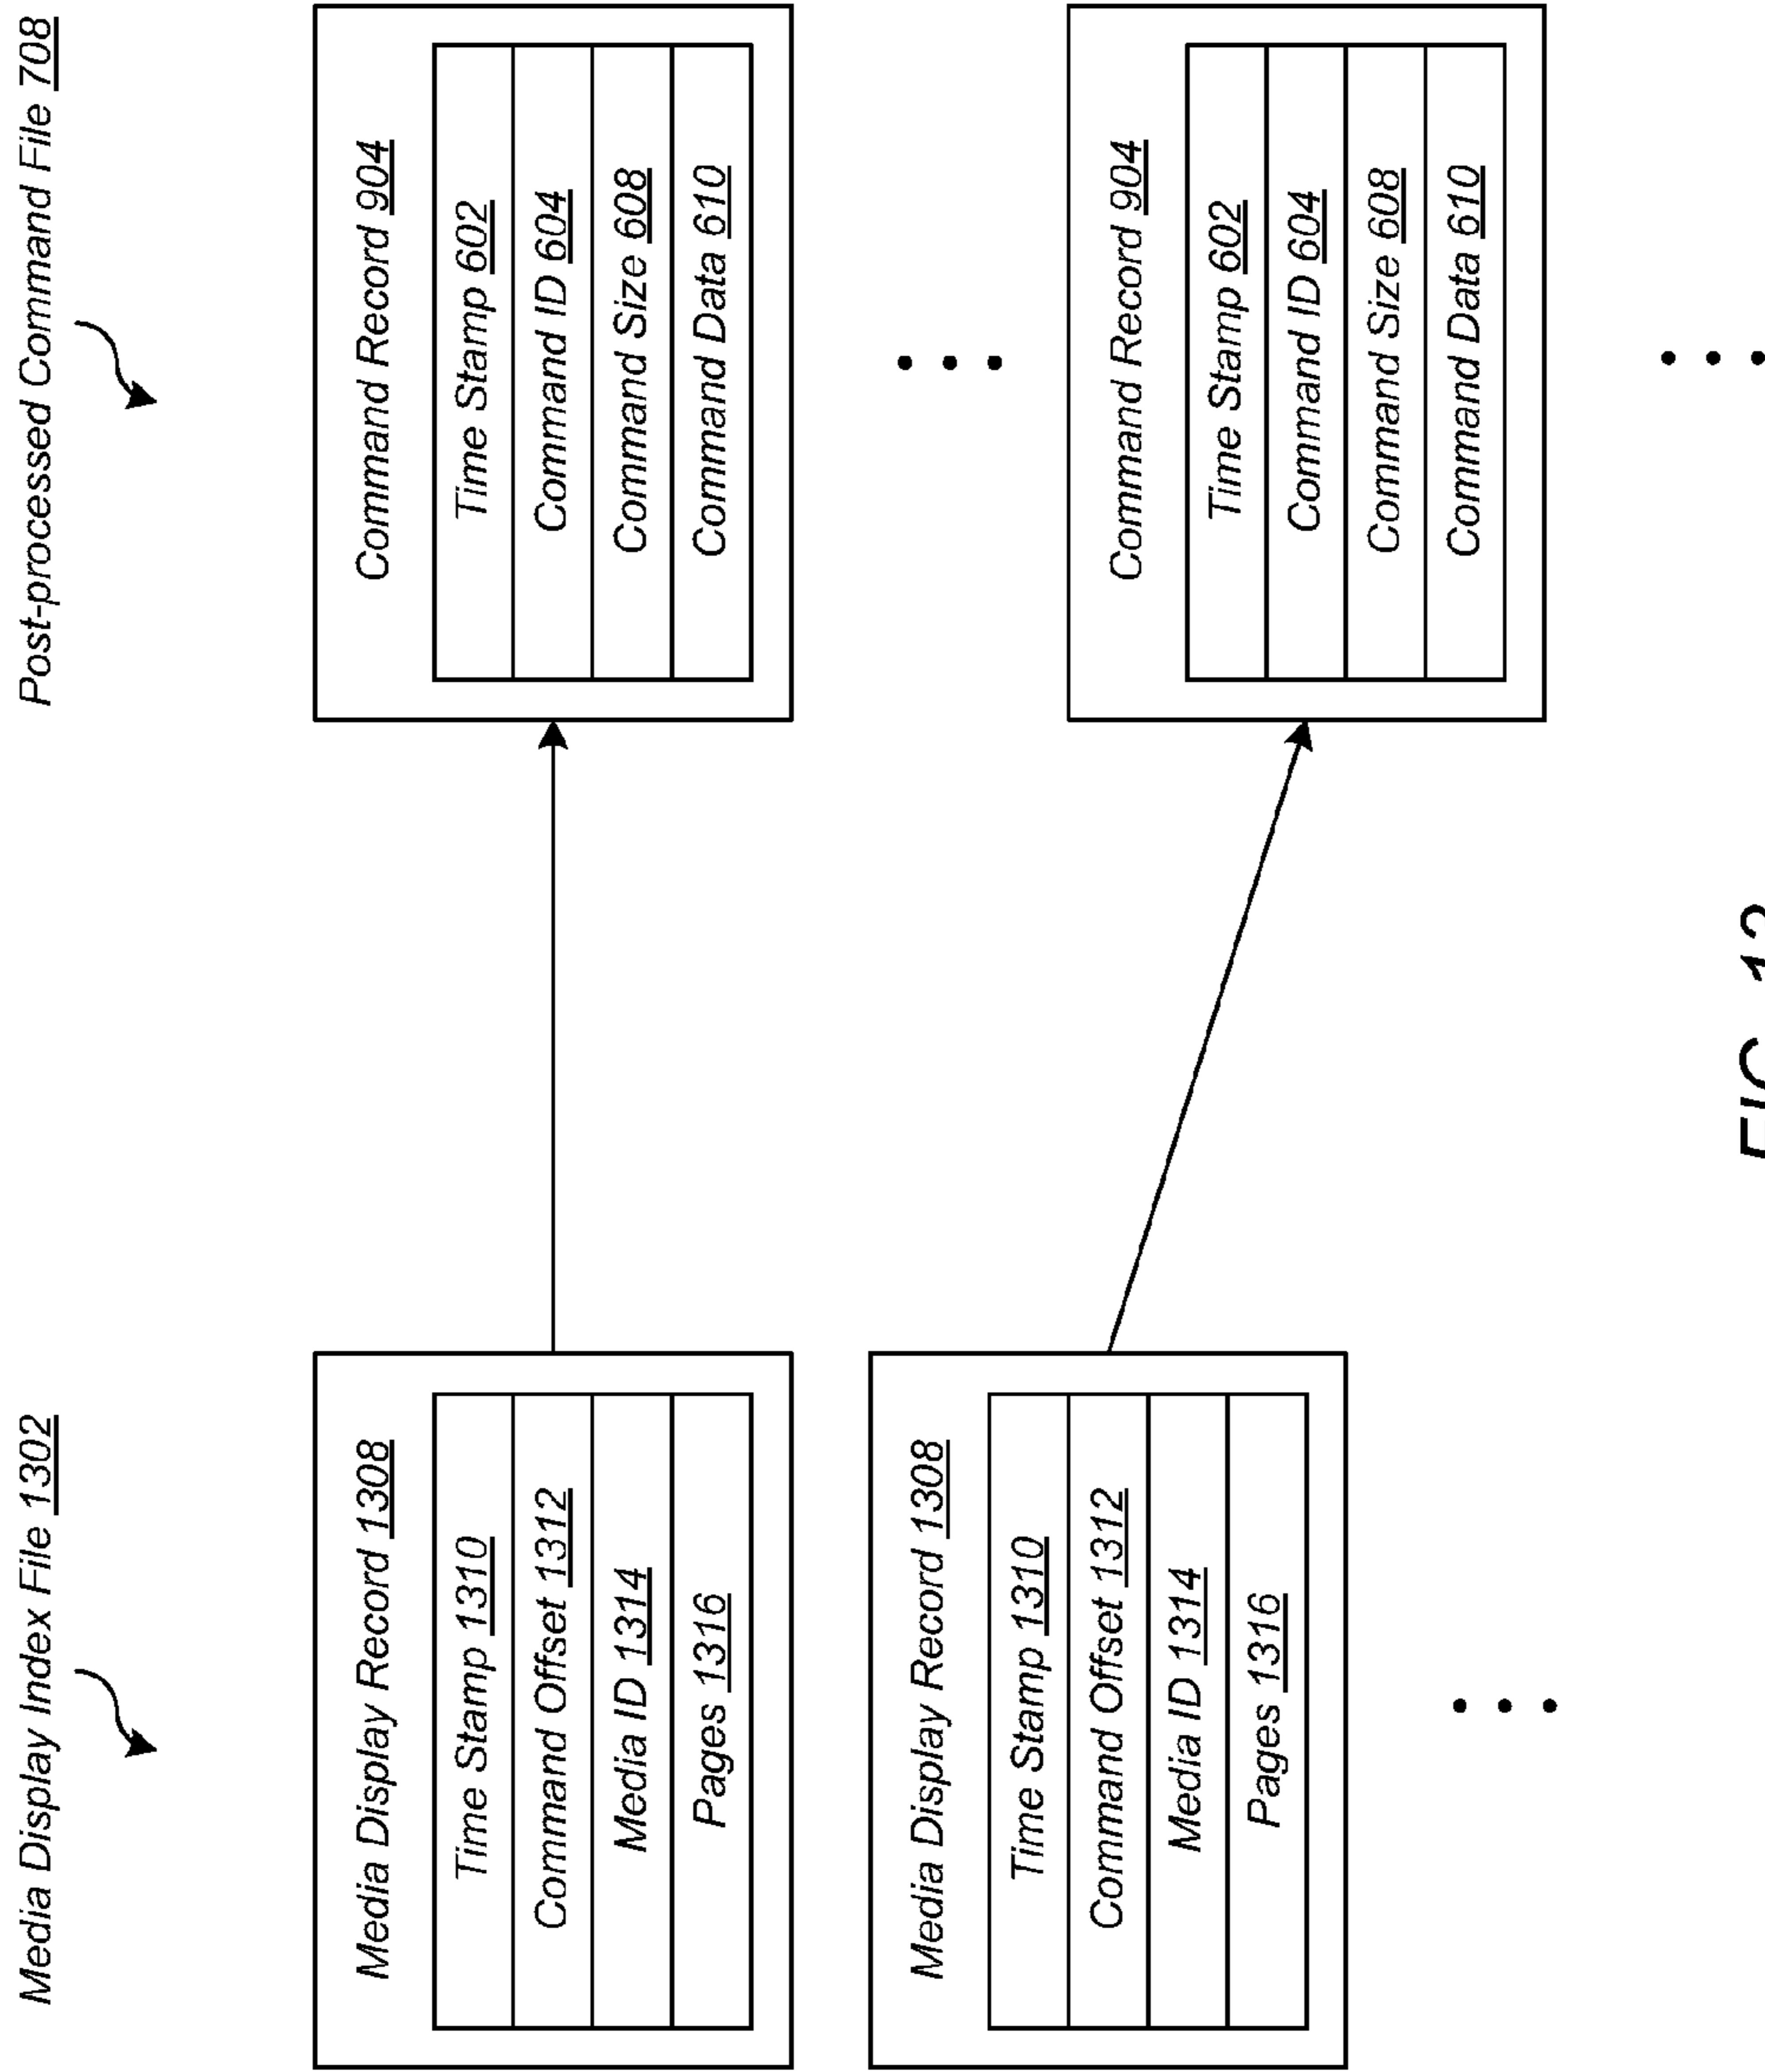 Media Display Index File 1302
Media Display Record 1308
Time Stamp 1310
Command Offset 1312
Media ID 1314
Pages 1316
Media Display Record 1308
Time Stamp 1310
Command Offset 1312
Media ID 1314
Pages 1316
Post-processed Command File 708
Command Record 904
Time Stamp 602
Command ID 604
Command Size 608
Command Data 610
Command Record 904
Time Stamp 602
Command ID 604
Command Size 608
Command Data 610